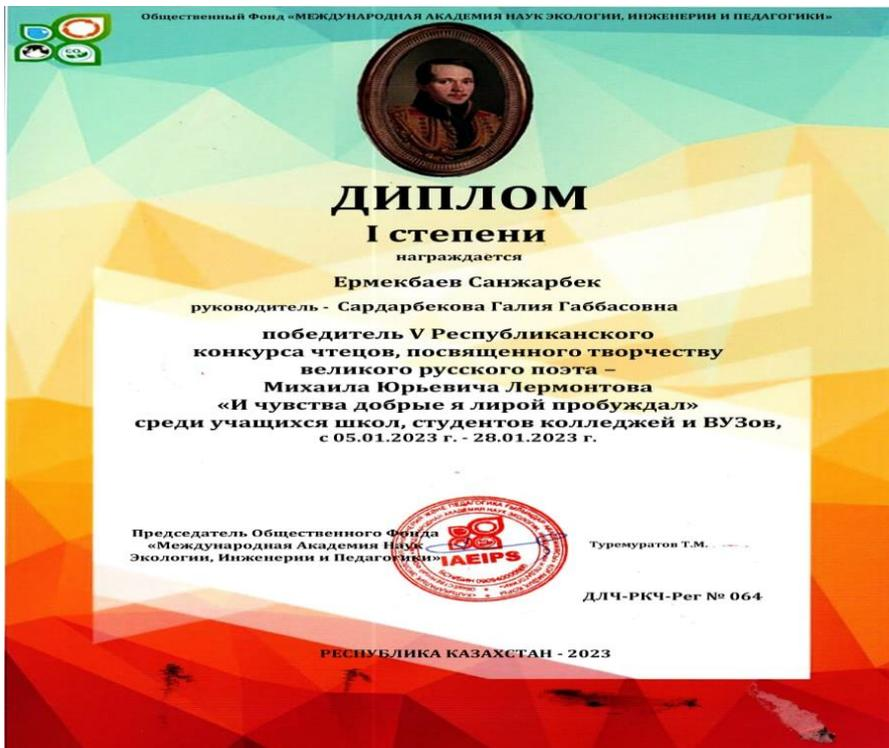 Общественный Фонд «МЕЖДУНАРОДНАЯ АКАДЕМИЯ НАУК ЭКОЛОГИИ, ИНЖЕНЕРИИ И ПЕДАГОГИКИ»
CO₂
ДИПЛОМ
I степени
награждается
Ермекбаев Санжарбек
руководитель - Сардарбекова Галия Габбасовна
победитель V Республиканского
конкурса чтецов, посвященного творчеству
великого русского поэта –
Михаила Юрьевича Лермонтова
«И чувства добрые я лирой пробуждал»
среди учащихся школ, студентов колледжей и ВУЗов,
с 05.01.2023 г. - 28.01.2023 г.
Председатель Общественного Фонда
«Международная Академия Наук
Экологии, Инженерии и Педагогики»
IAEIPS
Туремуратов Т.М.
ДЛЧ-РКЧ-Рег № 064
РЕСПУБЛИКА КАЗАХСТАН - 2023